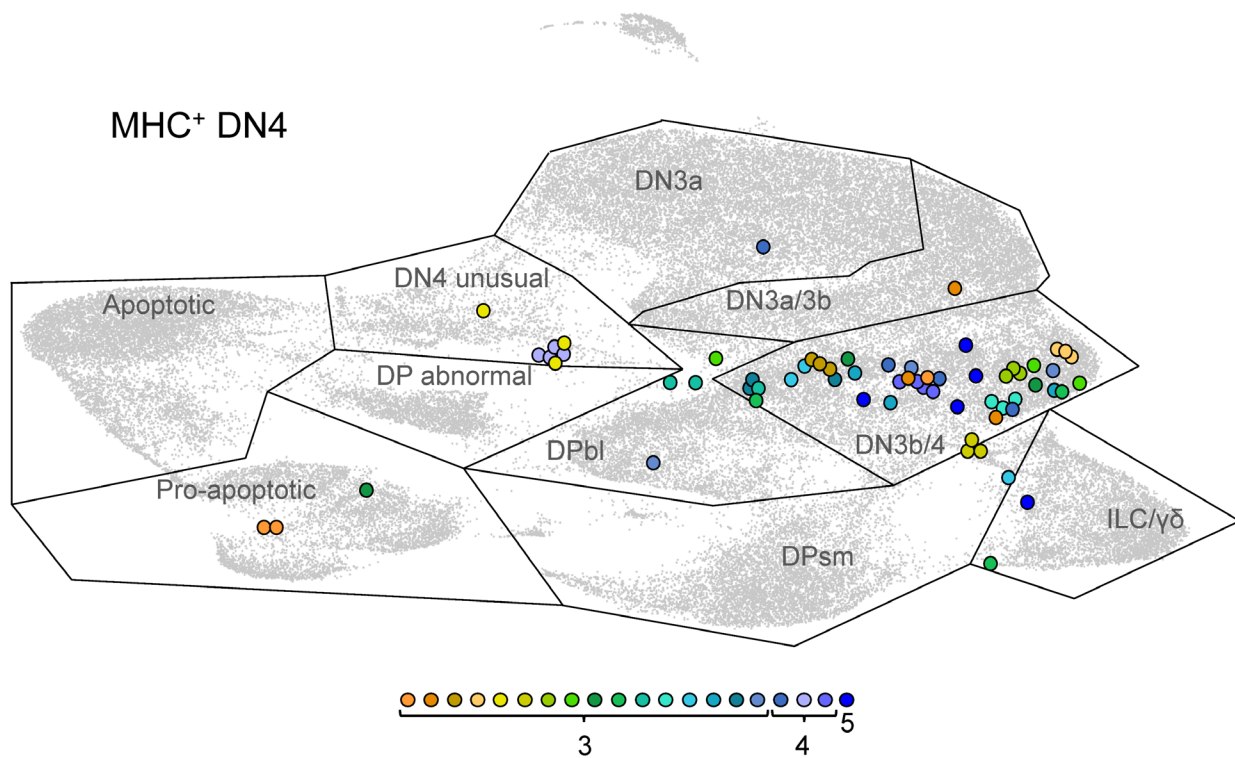 MHC⁺ DN4
DN3a
DN4 unusual
Apoptotic
DN3a/3b
DP abnormal
DPbl
DN3b/4
Pro-apoptotic
ILC/γδ
DPsm
3
4
5